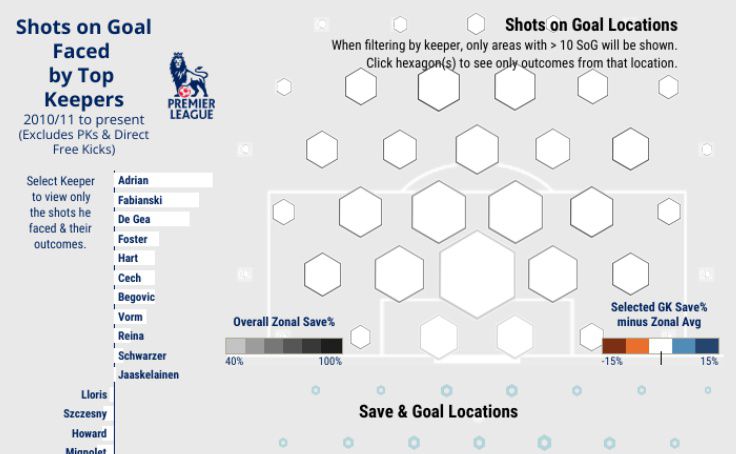 Shots on Goal
Faced
by Top
Keepers
2010/11 to present
(Excludes PKs & Direct
Free Kicks)
PREMIER
LEAGUE
Select Keeper
to view only
the shots he
faced & their
outcomes.
Adrian
Fabianski
De Gea
Foster
Hart
Cech
Begovic
Vorm
Reina
Schwarzer
Jaaskelainen
Lloris
Szczesny
Howard
Mignolet
Shots on Goal Locations
When filtering by keeper, only areas with > 10 SoG will be shown.
Click hexagon(s) to see only outcomes from that location.
Overall Zonal Save%
40% 100%
Selected GK Save%
minus Zonal Avg
-15% 15%
Save & Goal Locations